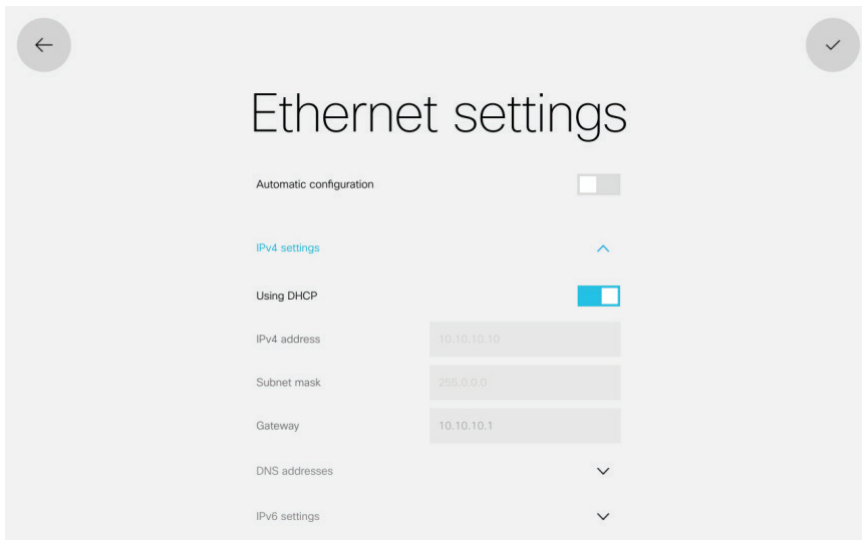 Ethernet settings
Automatic configuration
IPv4 settings
Using DHCP
IPv4 address 10.10.10.10
Subnet mask 255.0.0.0
Gateway 10.10.10.1
DNS addresses
IPv6 settings